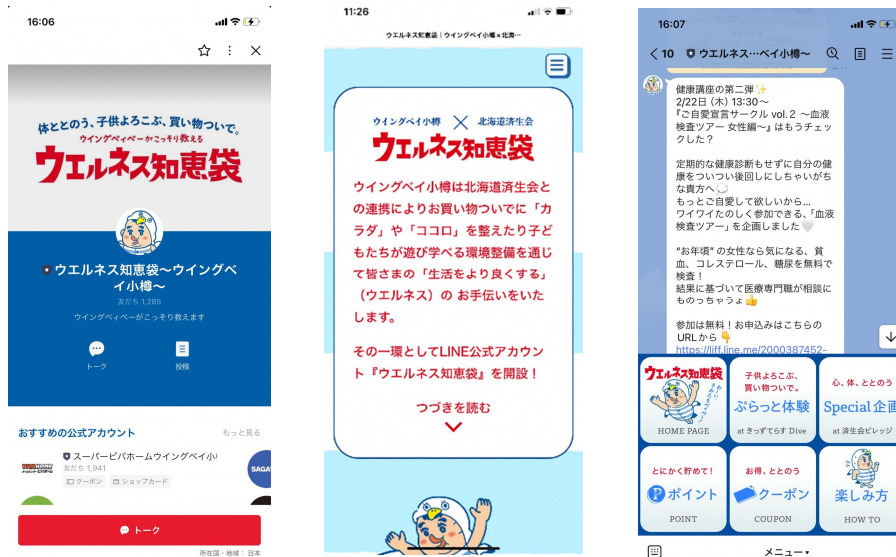 16:06
体ととのう、子供よろこぶ、買い物ついで。
ウイングベィベーがこっそり教える
ウエルネス知恵袋
ウエルネス知恵袋〜ウイングベ
イ小樽〜
友だち 1,285
ウイングベィベーがこっそり教えます
トーク
投稿
おすすめの公式アカウント
もっと見る
スーパービバホームウイングベイ小
友だち 1,941
クーポン
ショップカード
SAGA
トーク
所在国・地域： 日本
11:26
ウエルネス知恵袋｜ウイングベイ小樽×北海…
ウイングベイ小樽
北海道済生会
ウエルネス知恵袋
ウイングベイ小樽は北海道済生会と
の連携によりお買い物ついでに「カ
ラダ」や「ココロ」を整えたり子ど
もたちが遊び学べる環境整備を通じ
て皆さまの「生活をより良くする」
（ウエルネス）の お手伝いをいた
します。
その一環としてLINE公式アカウン
ト『ウエルネス知恵袋』を開設！
つづきを読む
16:07
10
ウエルネス…ベイ小樽〜
健康講座の第二弾✨
2/22日 (木) 13:30〜
『ご自愛宣言サークル vol.２ 〜血液
検査ツアー 女性編〜』はもうチェッ
クした？
定期的な健康診断もせずに自分の健
康をついつい後回しにしちゃいがち
な貴方へ💭
もっとご自愛して欲しいから…
ワイワイたのしく参加できる、「血液
検査ツアー」を企画しました🤍
“お年頃” の女性なら気になる、貧
血、コレステロール、糖尿を無料で
検査！
結果に基づいて医療専門職が相談に
ものっちゃうょ👍
参加は無料！お申込みはこちらの
URLから👇
https://liff.line.me/2000387452-
ウエルネス知恵袋
HOME PAGE
子供よろこぶ、
買い物ついで。
ぷらっと体験
at きっずてらす Dive
心、体、ととのう
Special 企画
at 済生会ビレッジ
とにかく貯めて！
ポイント
POINT
お得、ととのう
クーポン
COUPON
楽しみ方
HOW TO
メニュー▾